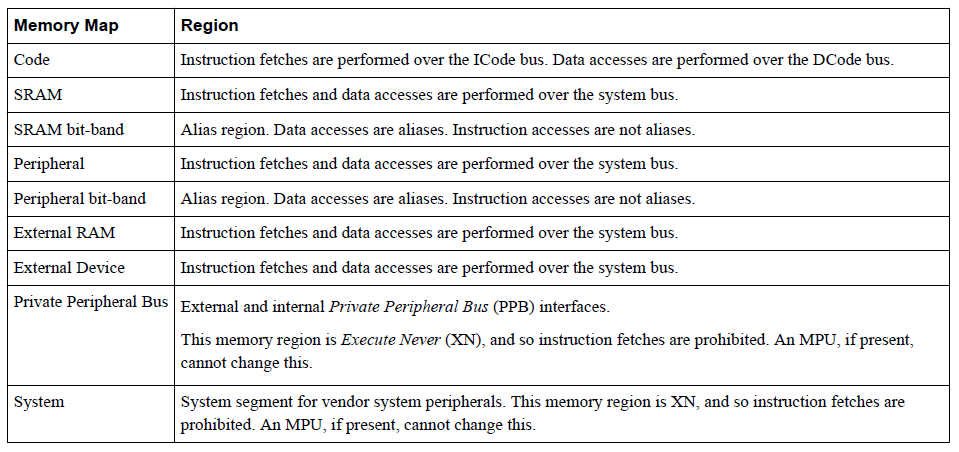 Memory Map Region
Code Instruction fetches are performed over the ICode bus. Data accesses are performed over the DCode bus.
SRAM Instruction fetches and data accesses are performed over the system bus.
SRAM bit-band Alias region. Data accesses are aliases. Instruction accesses are not aliases.
Peripheral Instruction fetches and data accesses are performed over the system bus.
Peripheral bit-band Alias region. Data accesses are aliases. Instruction accesses are not aliases.
External RAM Instruction fetches and data accesses are performed over the system bus.
External Device Instruction fetches and data accesses are performed over the system bus.
Private Peripheral Bus External and internal Private Peripheral Bus (PPB) interfaces.
This memory region is Execute Never (XN), and so instruction fetches are prohibited. An MPU, if present,
cannot change this.
System System segment for vendor system peripherals. This memory region is XN, and so instruction fetches are
prohibited. An MPU, if present, cannot change this.